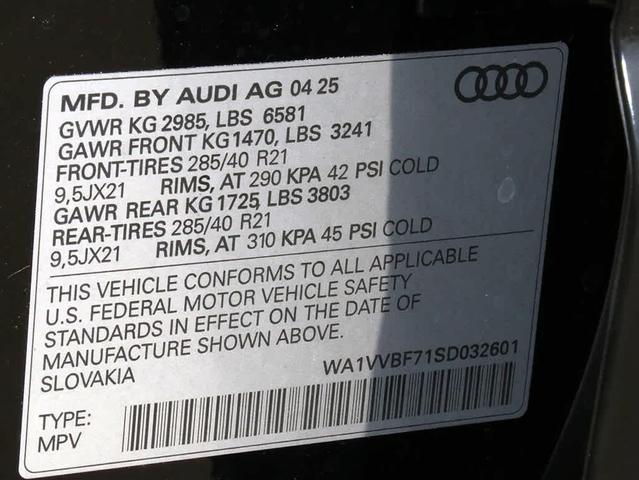 MFD. BY AUDI AG 04 25
GVWR KG 2985, LBS 6581
GAWR FRONT KG1470, LBS 3241
FRONT-TIRES 285/40 R21
9,5JX21 RIMS, AT 290 KPA 42 PSI COLD
GAWR REAR KG 1725, LBS 3803
REAR-TIRES 285/40 R21
9,5JX21 RIMS, AT 310 KPA 45 PSI COLD
THIS VEHICLE CONFORMS TO ALL APPLICABLE
U.S. FEDERAL MOTOR VEHICLE SAFETY
STANDARDS IN EFFECT ON THE DATE OF
MANUFACTURE SHOWN ABOVE.
SLOVAKIA
WA1VVBF71SD032601
TYPE:
MPV